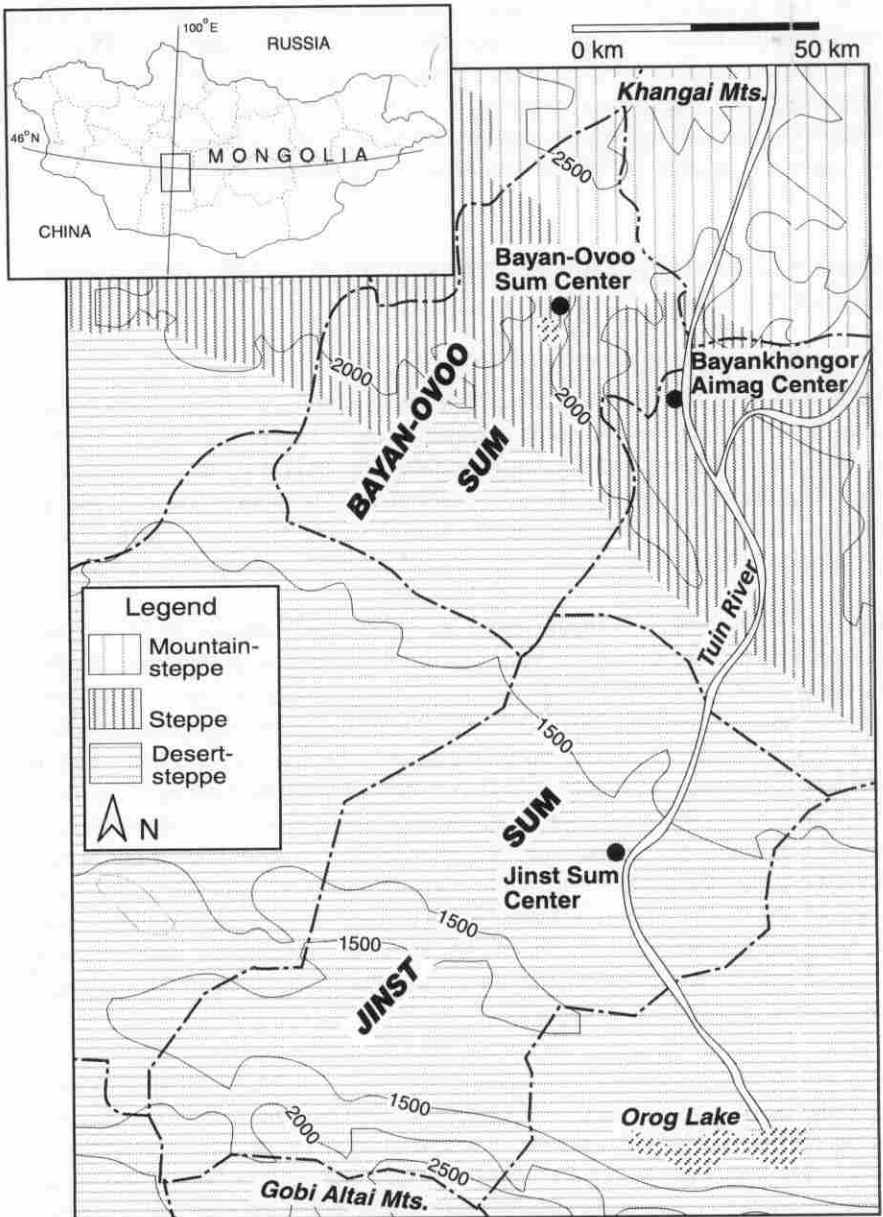 100°E
RUSSIA
46°N
MONGOLIA
CHINA
0 km
50 km
Khangai Mts.
2500
Bayan-Ovoo
Sum Center
Bayankhongor
Aimag Center
2000
2000
BAYAN-OVOO
SUM
Tuin River
Legend
Mountain-
steppe
Steppe
Desert-
steppe
N
1500
SUM
Jinst Sum
Center
1500
1500
JINST
1500
2000
2500
Orog Lake
Gobi Altai Mts.